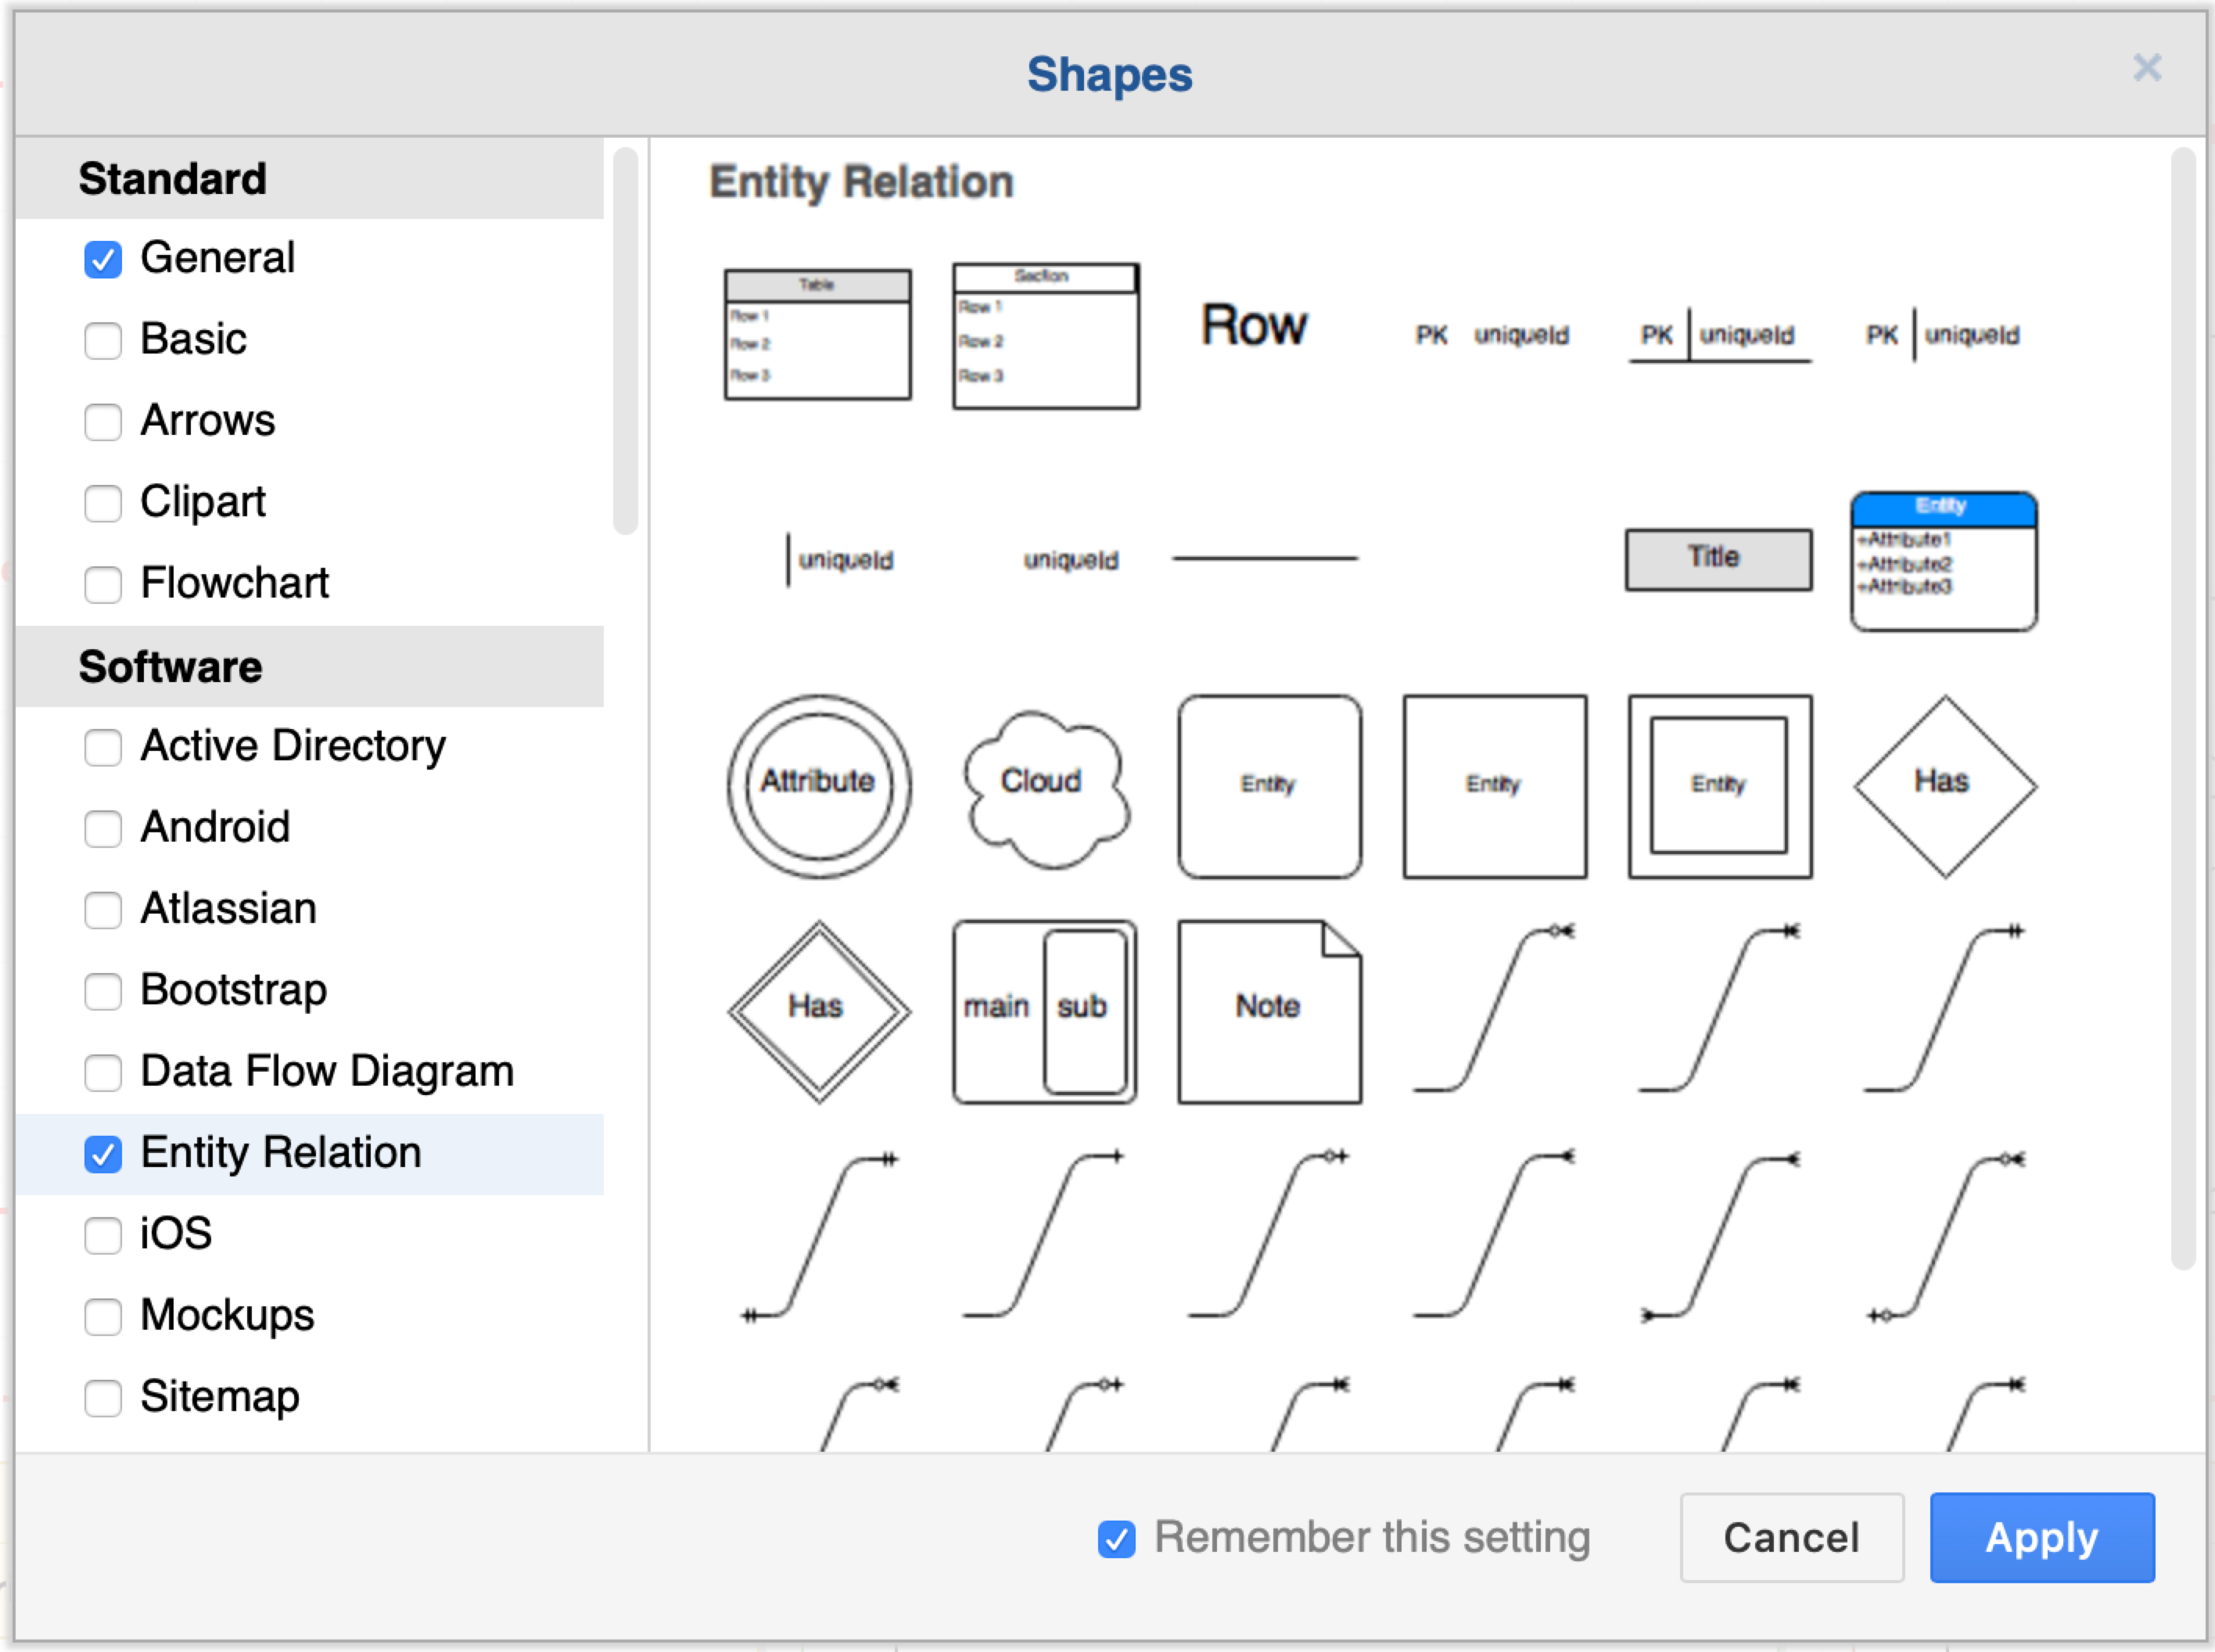 Shapes
Standard
General
Basic
Arrows
Clipart
Flowchart
Software
Active Directory
Android
Atlassian
Bootstrap
Data Flow Diagram
Entity Relation
iOS
Mockups
Sitemap
Entity Relation
Table
Row 1
Row 2
Row 3
Section
Row 1
Row 2
Row 3
Row
PK uniqueId
PK uniqueId
PK uniqueId
uniqueId
uniqueId
Title
Entity
+Attribute1
+Attribute2
+Attribute3
Attribute
Cloud
Entity
Entity
Entity
Has
Has
main sub
Note
Remember this setting
Cancel
Apply